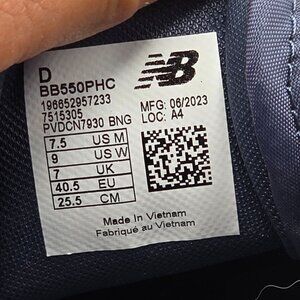 D
BB550PHC
196652957233
7515305
PVDCN7930 BNG
MFG: 06/2023
LOC: A4
7.5 US M
9 US W
7 UK
40.5 EU
25.5 CM
Made In Vietnam
Fabriqué au Vietnam